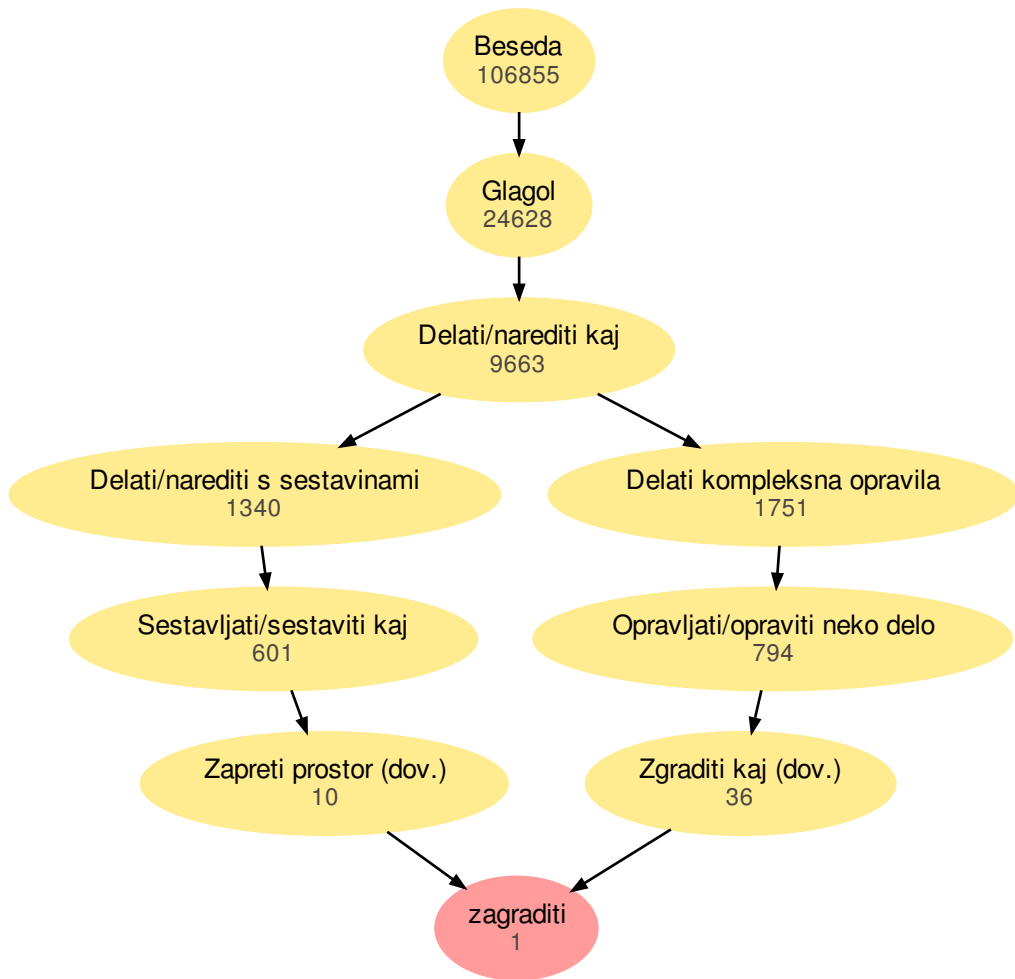 Beseda
106855
Glagol
24628
Delati/narediti kaj
9663
Delati/narediti s sestavinami
1340
Delati kompleksna opravila
1751
Sestavljati/sestaviti kaj
601
Opravljati/opraviti neko delo
794
Zapreti prostor (dov.)
10
Zgraditi kaj (dov.)
36
zagraditi
1